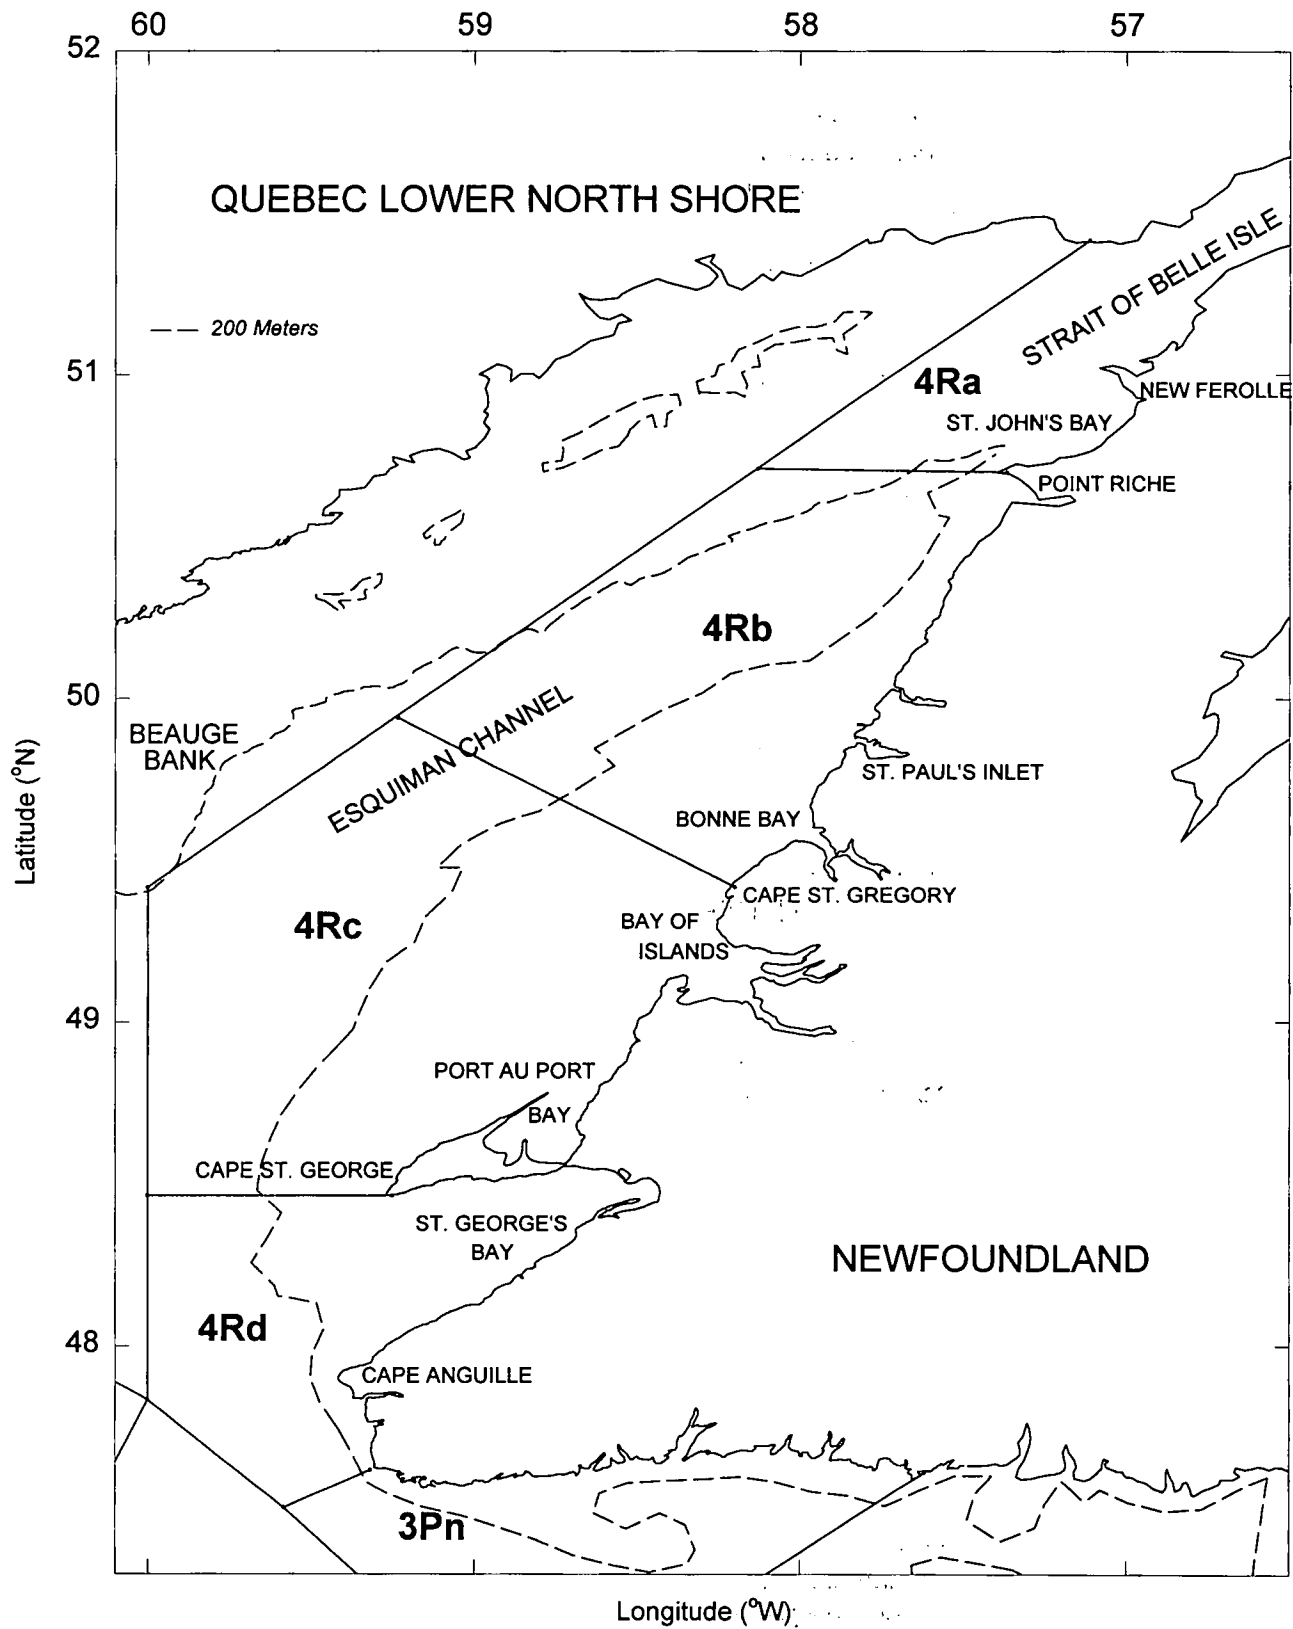 60 59 58 57
52
QUEBEC LOWER NORTH SHORE
STRAIT OF BELLE ISLE
200 Meters
51
4Ra
NEW FEROLLE
ST. JOHN'S BAY
POINT RICHE
4Rb
50
BEAUGE
BANK
ESQUIMAN CHANNEL
ST. PAUL'S INLET
BONNE BAY
Latitude (°N)
CAPE ST. GREGORY
4Rc
BAY OF
ISLANDS
49
PORT AU PORT
BAY
CAPE ST. GEORGE
ST. GEORGE'S
BAY
NEWFOUNDLAND
4Rd
48
CAPE ANGUILLE
3Pn
Longitude (°W)